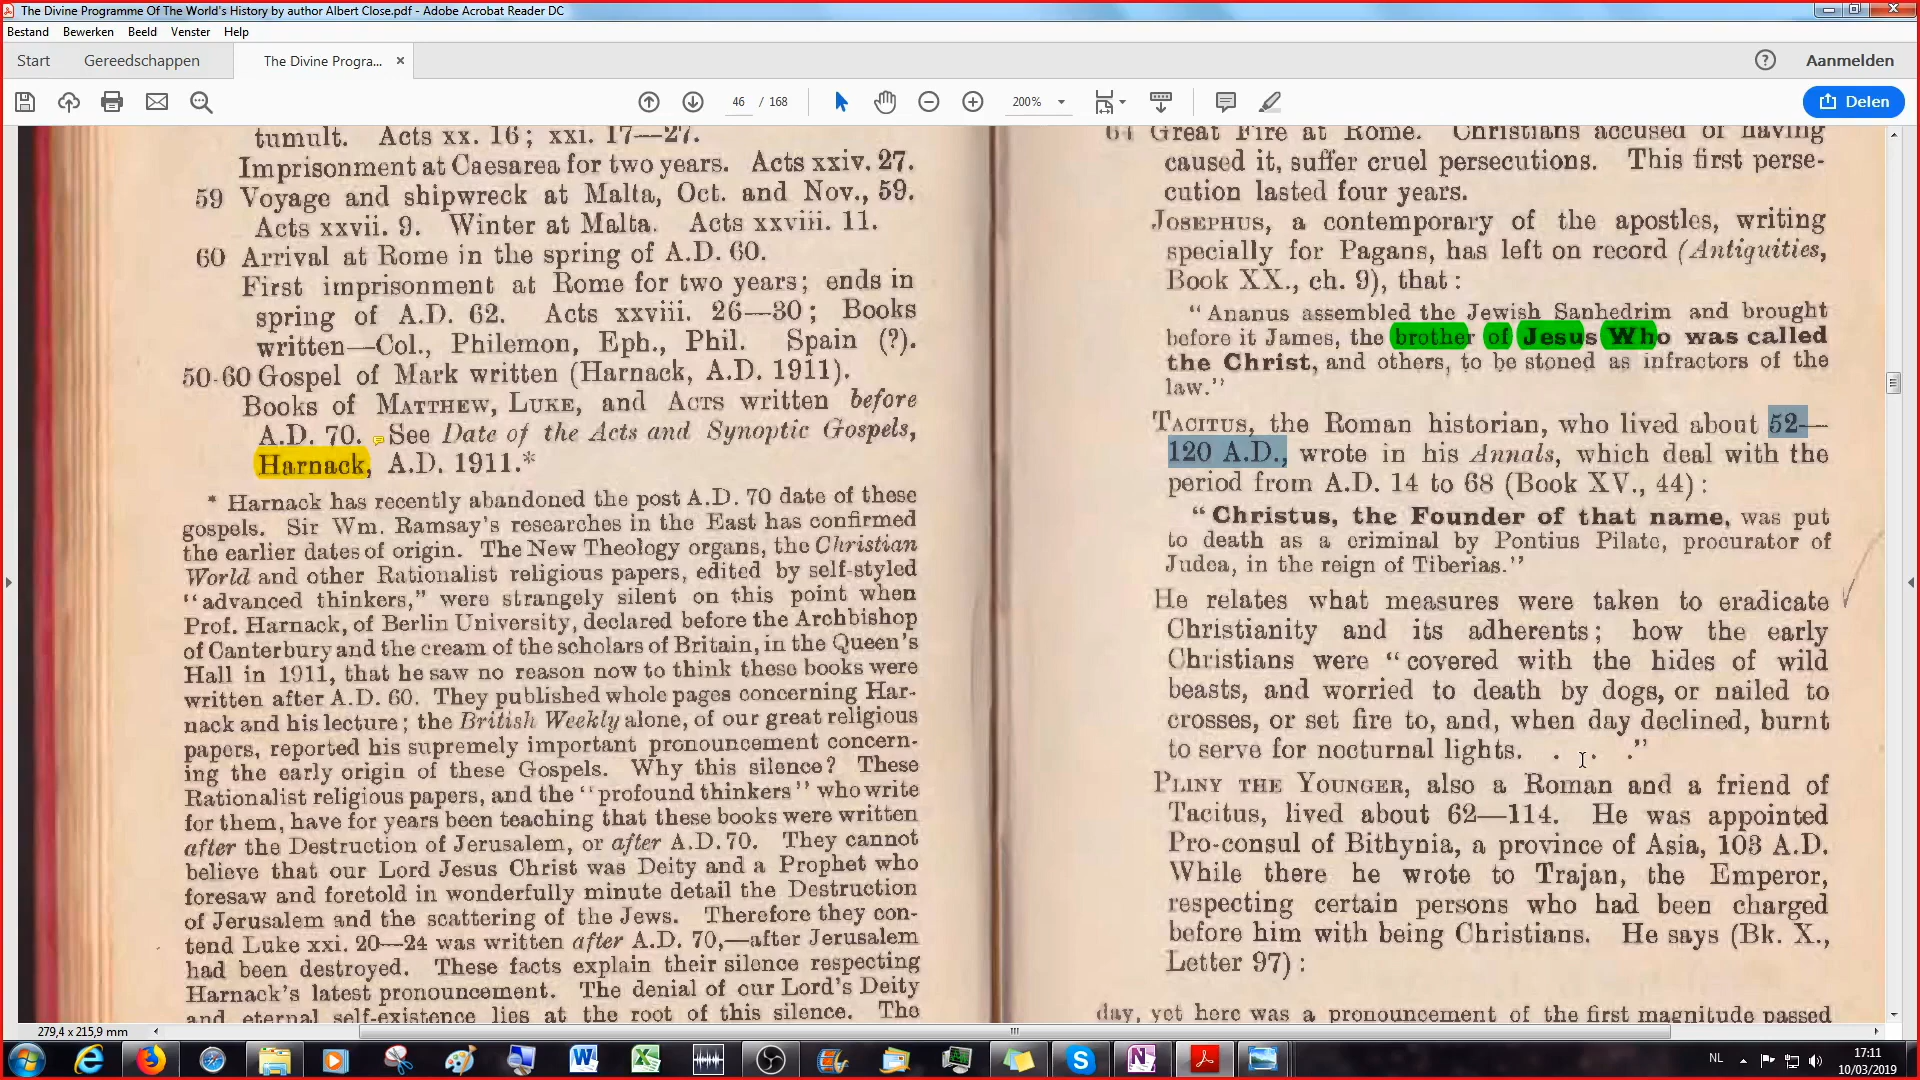 The Divine Programme Of The World's History by author Albert Close.pdf - Adobe Acrobat Reader DC
Bestand Bewerken Beeld Venster Help
Start Gereedschappen The Divine Progra... × Aanmelden
46 / 168 200% Delen
tumult. Acts xx. 16; xxi. 17—27.
Imprisonment at Caesarea for two years. Acts xxiv. 27.
59 Voyage and shipwreck at Malta, Oct. and Nov., 59.
Acts xxvii. 9. Winter at Malta. Acts xxviii. 11.
60 Arrival at Rome in the spring of A.D. 60.
First imprisonment at Rome for two years; ends in
spring of A.D. 62. Acts xxviii. 26—30; Books
written—Col., Philemon, Eph., Phil. Spain (?).
50-60 Gospel of Mark written (Harnack, A.D. 1911).
Books of MATTHEW, LUKE, and ACTS written before
A.D. 70. See Date of the Acts and Synoptic Gospels,
Harnack, A.D. 1911.*
* Harnack has recently abandoned the post A.D. 70 date of these
gospels. Sir Wm. Ramsay's researches in the East has confirmed
the earlier dates of origin. The New Theology organs, the Christian
World and other Rationalist religious papers, edited by self-styled
"advanced thinkers," were strangely silent on this point when
Prof. Harnack, of Berlin University, declared before the Archbishop
of Canterbury and the cream of the scholars of Britain, in the Queen's
Hall in 1911, that he saw no reason now to think these books were
written after A.D. 60. They published whole pages concerning Har-
nack and his lecture; the British Weekly alone, of our great religious
papers, reported his supremely important pronouncement concern-
ing the early origin of these Gospels. Why this silence? These
Rationalist religious papers, and the "profound thinkers" who write
for them, have for years been teaching that these books were written
after the Destruction of Jerusalem, or after A.D. 70. They cannot
believe that our Lord Jesus Christ was Deity and a Prophet who
foresaw and foretold in wonderfully minute detail the Destruction
of Jerusalem and the scattering of the Jews. Therefore they con-
tend Luke xxi. 20—24 was written after A.D. 70,—after Jerusalem
had been destroyed. These facts explain their silence respecting
Harnack's latest pronouncement. The denial of our Lord's Deity
and eternal self-existence lies at the root of this silence. The
64 Great Fire at Rome. Christians accused of having
caused it, suffer cruel persecutions. This first perse-
cution lasted four years.
JOSEPHUS, a contemporary of the apostles, writing
specially for Pagans, has left on record (Antiquities,
Book XX., ch. 9), that:
"Ananus assembled the Jewish Sanhedrim and brought
before it James, the brother of Jesus Who was called
the Christ, and others, to be stoned as infractors of the
law."
TACITUS, the Roman historian, who lived about 52—
120 A.D., wrote in his Annals, which deal with the
period from A.D. 14 to 68 (Book XV., 44):
"Christus, the Founder of that name, was put
to death as a criminal by Pontius Pilate, procurator of
Judea, in the reign of Tiberias."
He relates what measures were taken to eradicate
Christianity and its adherents; how the early
Christians were "covered with the hides of wild
beasts, and worried to death by dogs, or nailed to
crosses, or set fire to, and, when day declined, burnt
to serve for nocturnal lights. . . ."
PLINY THE YOUNGER, also a Roman and a friend of
Tacitus, lived about 62—114. He was appointed
Pro-consul of Bithynia, a province of Asia, 103 A.D.
While there he wrote to Trajan, the Emperor,
respecting certain persons who had been charged
before him with being Christians. He says (Bk. X.,
Letter 97):
day, yet here was a pronouncement of the first magnitude passed
279,4 x 215,9 mm
NL 17:11
10/03/2019